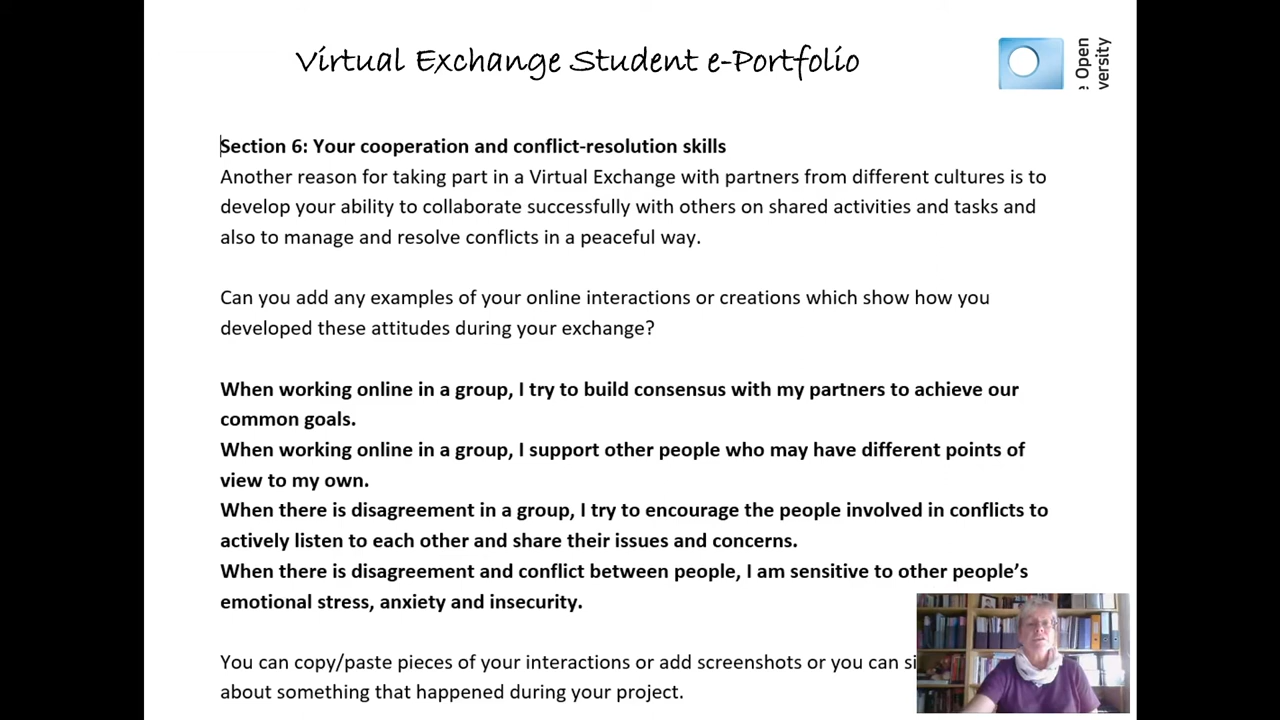 Virtual Exchange Student e-Portfolio
Open
Section 6: Your cooperation and conflict-resolution skills
Another reason for taking part in a Virtual Exchange with partners from different cultures is to
develop your ability to collaborate successfully with others on shared activities and tasks and
also to manage and resolve conflicts in a peaceful way.
Can you add any examples of your online interactions or creations which show how you
developed these attitudes during your exchange?
When working online in a group, I try to build consensus with my partners to achieve our
common goals.
When working online in a group, I support other people who may have different points of
view to my own.
When there is disagreement in a group, I try to encourage the people involved in conflicts to
actively listen to each other and share their issues and concerns.
When there is disagreement and conflict between people, I am sensitive to other people’s
emotional stress, anxiety and insecurity.
You can copy/paste pieces of your interactions or add screenshots or you can
about something that happened during your project.